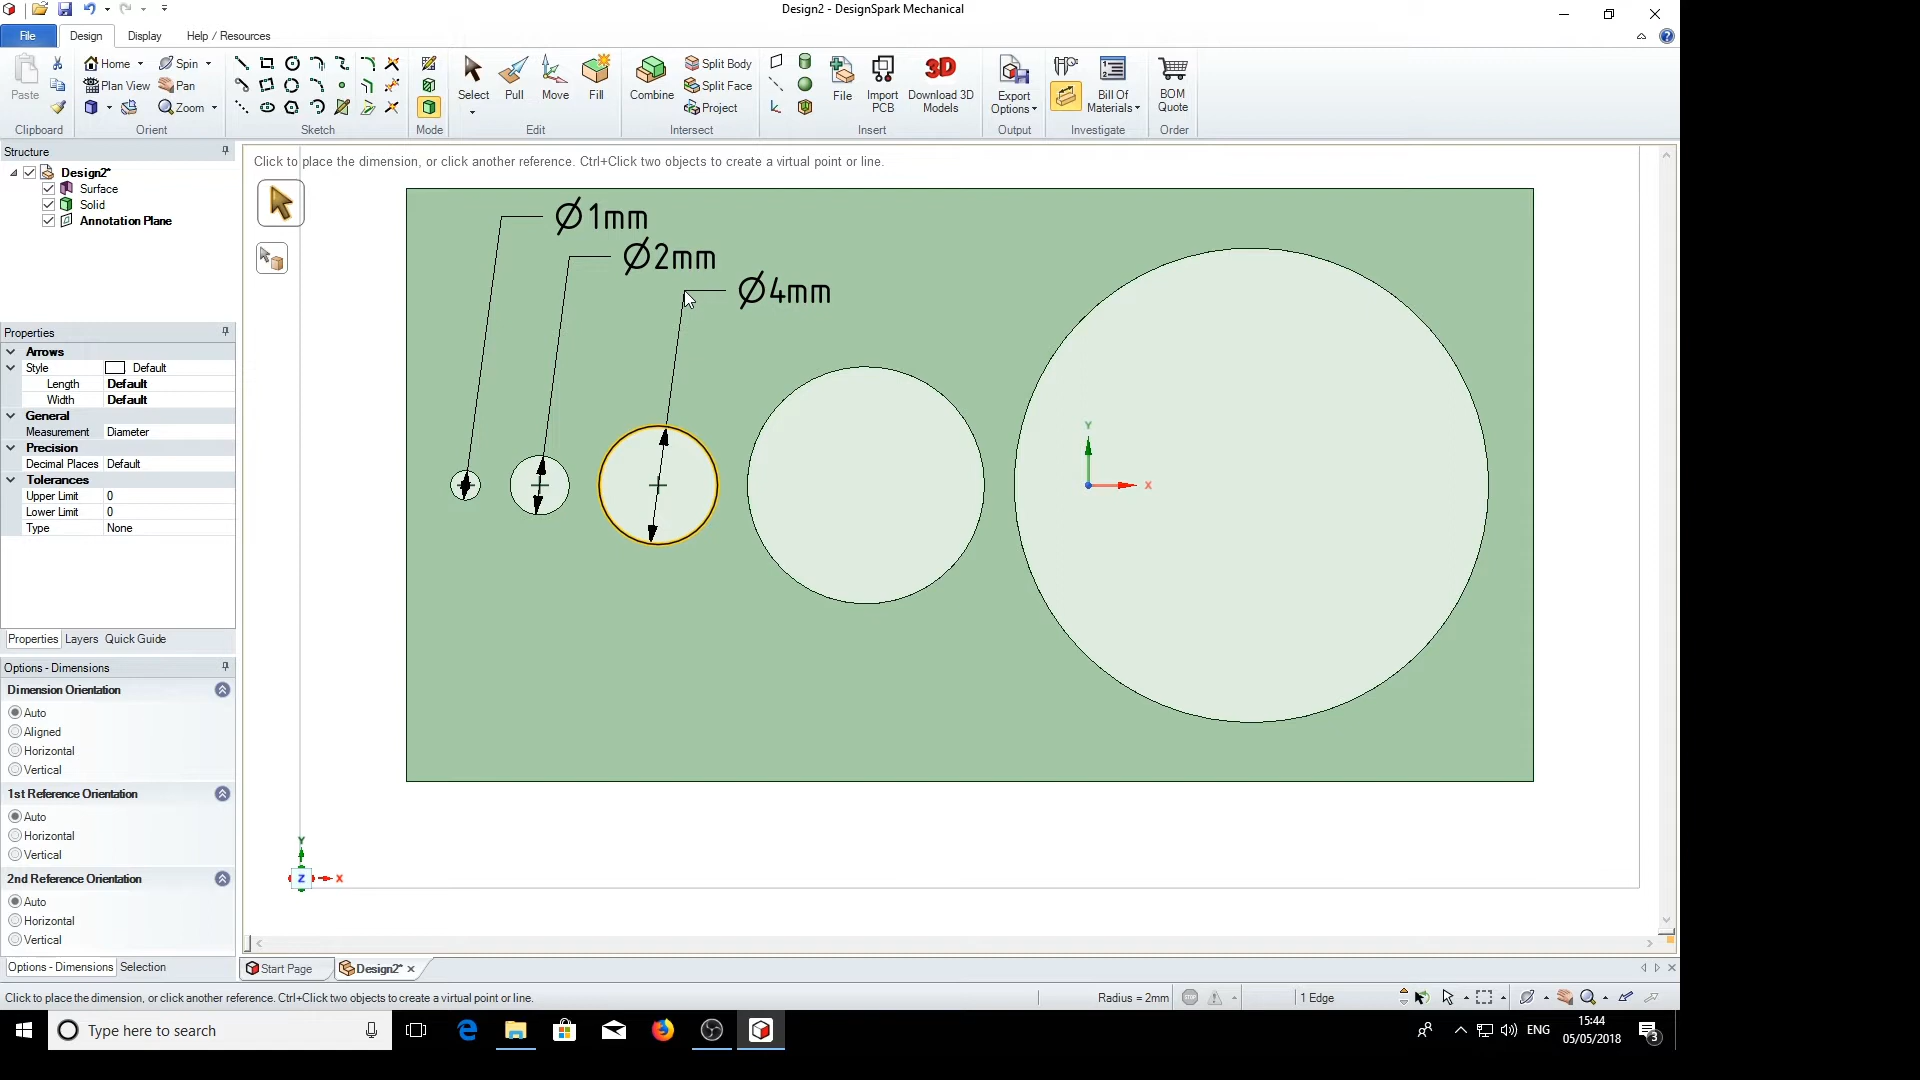 Design2 - DesignSpark Mechanical
File Design Display Help / Resources
Paste
Clipboard
Home Spin
Plan View Pan
Zoom
Orient
Sketch
Mode
Select Pull Move Fill
Edit
Combine
Split Body
Split Face
Project
Intersect
File Import PCB Download 3D Models
3D
Insert
Export Options
Output
Bill Of Materials
Investigate
BOM Quote
Order
Structure
Design2*
Surface
Solid
Annotation Plane
Click to place the dimension, or click another reference. Ctrl+Click two objects to create a virtual point or line.
Ø1mm
Ø2mm
Ø4mm
Y
X
Y
Z X
Properties
Arrows
Style Default
Length Default
Width Default
General
Measurement Diameter
Precision
Decimal Places Default
Tolerances
Upper Limit 0
Lower Limit 0
Type None
Properties Layers Quick Guide
Options - Dimensions
Dimension Orientation
Auto
Aligned
Horizontal
Vertical
1st Reference Orientation
Auto
Horizontal
Vertical
2nd Reference Orientation
Auto
Horizontal
Vertical
Options - Dimensions Selection
Start Page Design2*
Click to place the dimension, or click another reference. Ctrl+Click two objects to create a virtual point or line. Radius = 2mm 1 Edge
Type here to search
ENG
15:44
05/05/2018
3